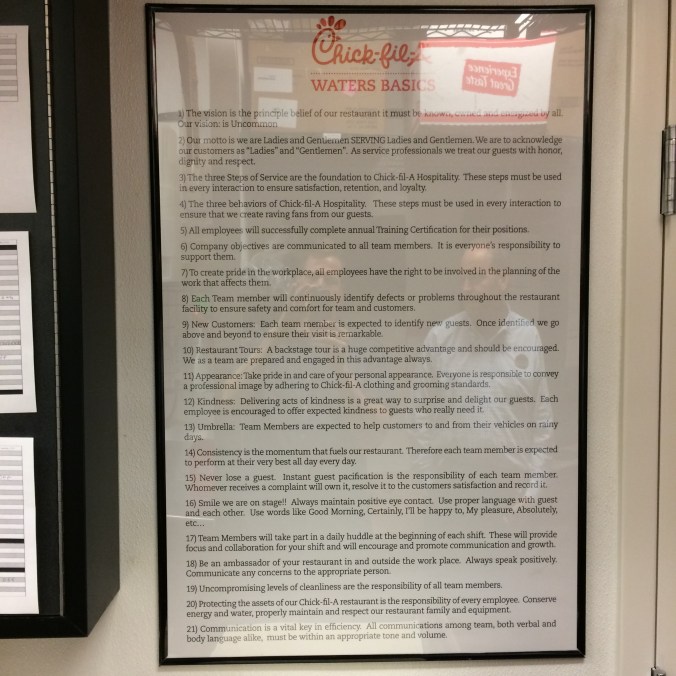 Chick-fil-A
WATERS BASICS
Experience
Great Taste
1) The vision is the principle belief of our restaurant it must be known, owned and energized by all.
Our vision: is Uncommon
2) Our motto is we are Ladies and Gentlemen SERVING Ladies and Gentlemen. We are to acknowledge
our customers as "Ladies" and "Gentlemen". As service professionals we treat our guests with honor,
dignity and respect.
3) The three Steps of Service are the foundation to Chick-fil-A Hospitality. These steps must be used
in every interaction to ensure satisfaction, retention, and loyalty.
4) The three behaviors of Chick-fil-A Hospitality. These steps must be used in every interaction to
ensure that we create raving fans from our guests.
5) All employees will successfully complete annual Training Certification for their positions.
6) Company objectives are communicated to all team members. It is everyone's responsibility to
support them.
7) To create pride in the workplace, all employees have the right to be involved in the planning of the
work that affects them.
8) Each Team member will continuously identify defects or problems throughout the restaurant
facility to ensure safety and comfort for team and customers.
9) New Customers: Each team member is expected to identify new guests. Once identified we go
above and beyond to ensure their visit is remarkable.
10) Restaurant Tours: A backstage tour is a huge competitive advantage and should be encouraged.
We as a team are prepared and engaged in this advantage always.
11) Appearance: Take pride in and care of your personal appearance. Everyone is responsible to convey
a professional image by adhering to Chick-fil-A clothing and grooming standards.
12) Kindness: Delivering acts of kindness is a great way to surprise and delight our guests. Each
employee is encouraged to offer expected kindness to guests who really need it.
13) Umbrella: Team Members are expected to help customers to and from their vehicles on rainy
days.
14) Consistency is the momentum that fuels our restaurant. Therefore each team member is expected
to perform at their very best all day every day.
15) Never lose a guest. Instant guest pacification is the responsibility of each team member.
Whomever receives a complaint will own it, resolve it to the customers satisfaction and record it.
16) Smile we are on stage!! Always maintain positive eye contact. Use proper language with guest
and each other. Use words like Good Morning, Certainly, I'll be happy to, My pleasure, Absolutely,
etc...
17) Team Members will take part in a daily huddle at the beginning of each shift. These will provide
focus and collaboration for your shift and will encourage and promote communication and growth.
18) Be an ambassador of your restaurant in and outside the work place. Always speak positively.
Communicate any concerns to the appropriate person.
19) Uncompromising levels of cleanliness are the responsibility of all team members.
20) Protecting the assets of our Chick-fil-A restaurant is the responsibility of every employee. Conserve
energy and water, properly maintain and respect our restaurant family and equipment.
21) Communication is a vital key in efficiency. All communications among team, both verbal and
body language alike, must be within an appropriate tone and volume.